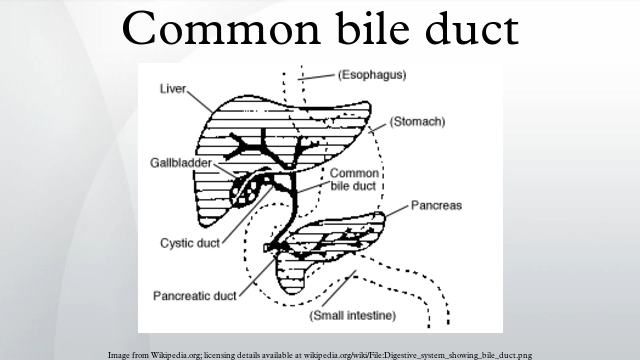 Common bile duct
(Esophagus)
Liver
(Stomach)
Gallbladder
Common
bile duct
Pancreas
Cystic duct
Pancreatic duct
(Small intestine)
Image from Wikipedia.org; licensing details available at wikipedia.org/wiki/File:Digestive_system_showing_bile_duct.png